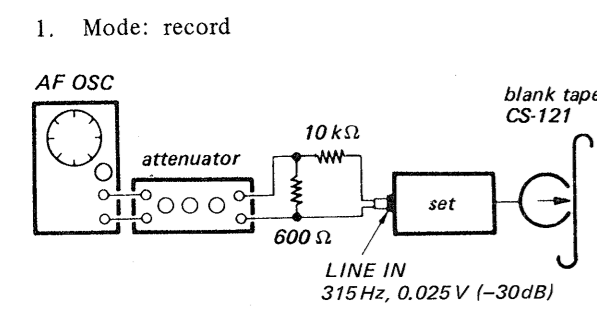 1. Mode: record
AF OSC
blank tape
CS-121
10 kΩ
attenuator
set
600 Ω
LINE IN
315 Hz, 0.025 V (−30dB)